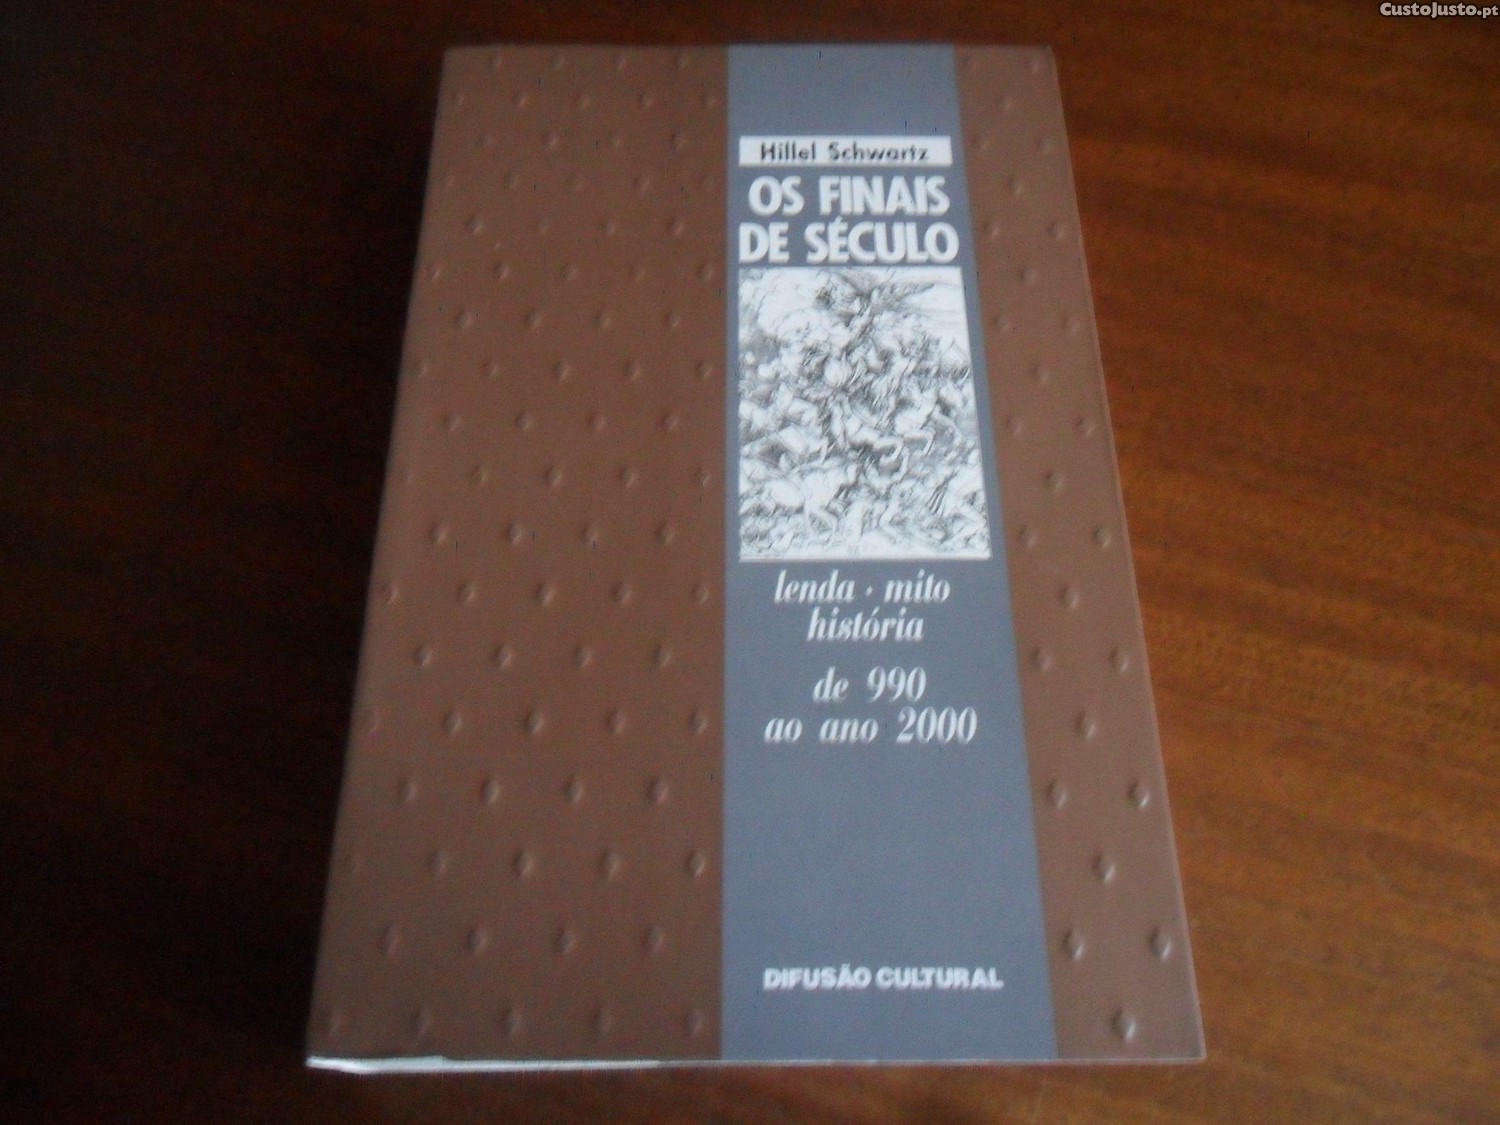 CustoJusto.pt
Hillel Schwartz
OS FINAIS
DE SÉCULO
lenda • mito
história
de 990
ao ano 2000
DIFUSÃO CULTURAL